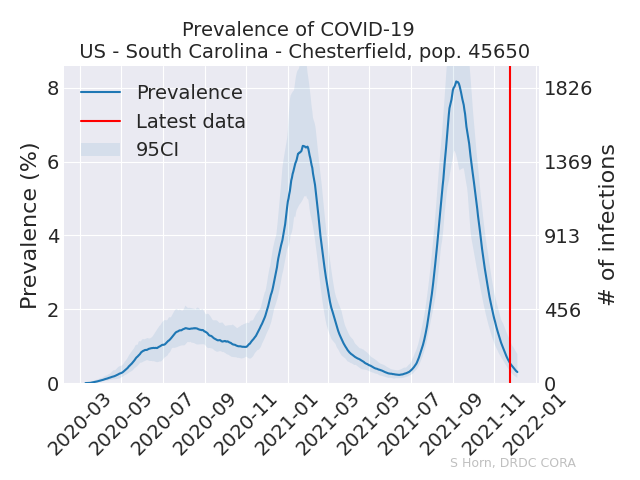 Prevalence of COVID-19
US - South Carolina - Chesterfield, pop. 45650
Prevalence
Latest data
95CI
Prevalence (%)
8
6
4
2
0
1826
1369
913
456
0
# of infections
2020-03
2020-05
2020-07
2020-09
2020-11
2021-01
2021-03
2021-05
2021-07
2021-09
2021-11
2022-01
S Horn, DRDC CORA